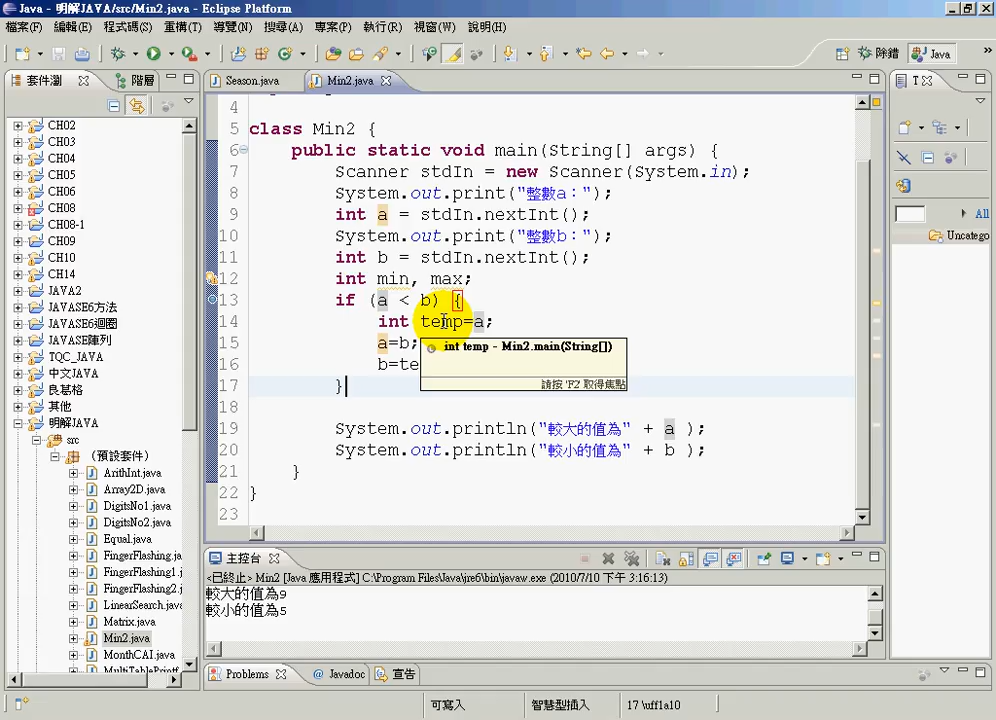 Java - 明解JAVA/src/Min2.java - Eclipse Platform
檔案(F) 編輯(E) 程式碼(S) 重構(T) 導覽(N) 搜尋(A) 專案(P) 執行(R) 視窗(W) 說明(H)
除錯 Java
套件瀏 階層
Season.java Min2.java
CH02
CH03
CH04
CH05
CH06
CH08
CH08-1
CH09
CH10
CH14
JAVA2
JAVASE6方法
JAVASE6迴圈
JAVASE陣列
TQC_JAVA
中文JAVA
良葛格
其他
明解JAVA
src
(預設套件)
ArithInt.java
Array2D.java
DigitsNo1.java
DigitsNo2.java
Equal.java
FingerFlashing.ja
FingerFlashing1.j
FingerFlashing2.j
LinearSearch.java
Matrix.java
Min2.java
MonthCAI.java
MultiTablePrintf
4
5 class Min2 {
6 public static void main(String[] args) {
7 Scanner stdIn = new Scanner(System.in);
8 System.out.print("整數a：");
9 int a = stdIn.nextInt();
10 System.out.print("整數b：");
11 int b = stdIn.nextInt();
12 int min, max;
13 if (a < b) {
14 int temp=a;
15 a=b;
16 b=te
17 }
18
19 System.out.println("較大的值為" + a );
20 System.out.println("較小的值為" + b );
21 }
22 }
23
int temp - Min2.main(String[])
請按 'F2' 取得焦點
All
Uncatego
主控台
<已終止> Min2 [Java 應用程式] C:\Program Files\Java\jre6\bin\javaw.exe (2010/7/10 下午 3:16:13)
較大的值為9
較小的值為5
Problems @ Javadoc 宣告
可寫入 智慧型插入 17 \uff1a10